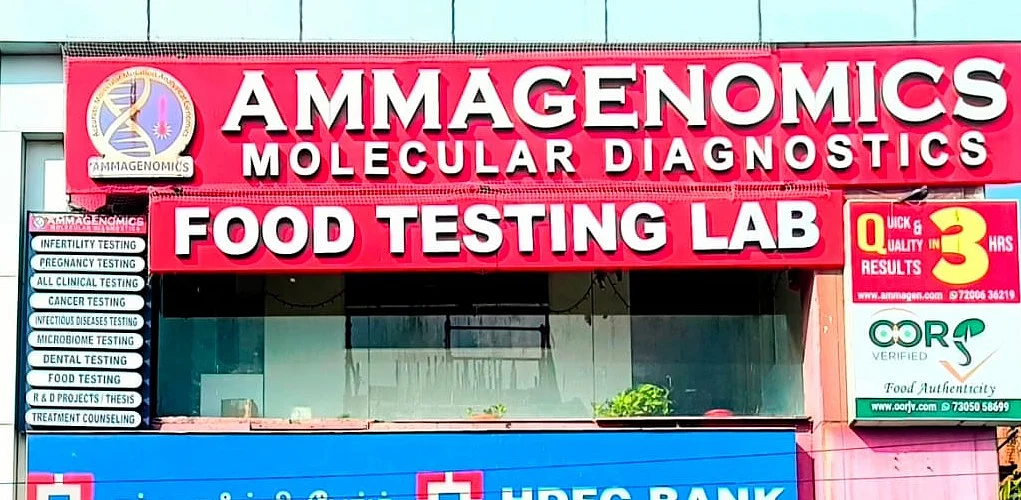 AMMAGENOMICS
MOLECULAR DIAGNOSTICS
AMMAGENOMICS
FOOD TESTING LAB
AMMAGENOMICS
MOLECULAR DIAGNOSTICS
INFERTILITY TESTING
PREGNANCY TESTING
ALL CLINICAL TESTING
CANCER TESTING
INFECTIOUS DISEASES TESTING
MICROBIOME TESTING
DENTAL TESTING
FOOD TESTING
R & D PROJECTS / THESIS
TREATMENT COUNSELING
QUICK &
QUALITY IN 3 HRS
RESULTS
www.ammagen.com 72006 36219
OOR
VERIFIED
Food Authenticity
www.oorjv.com 73050 58699
HDFC BANK